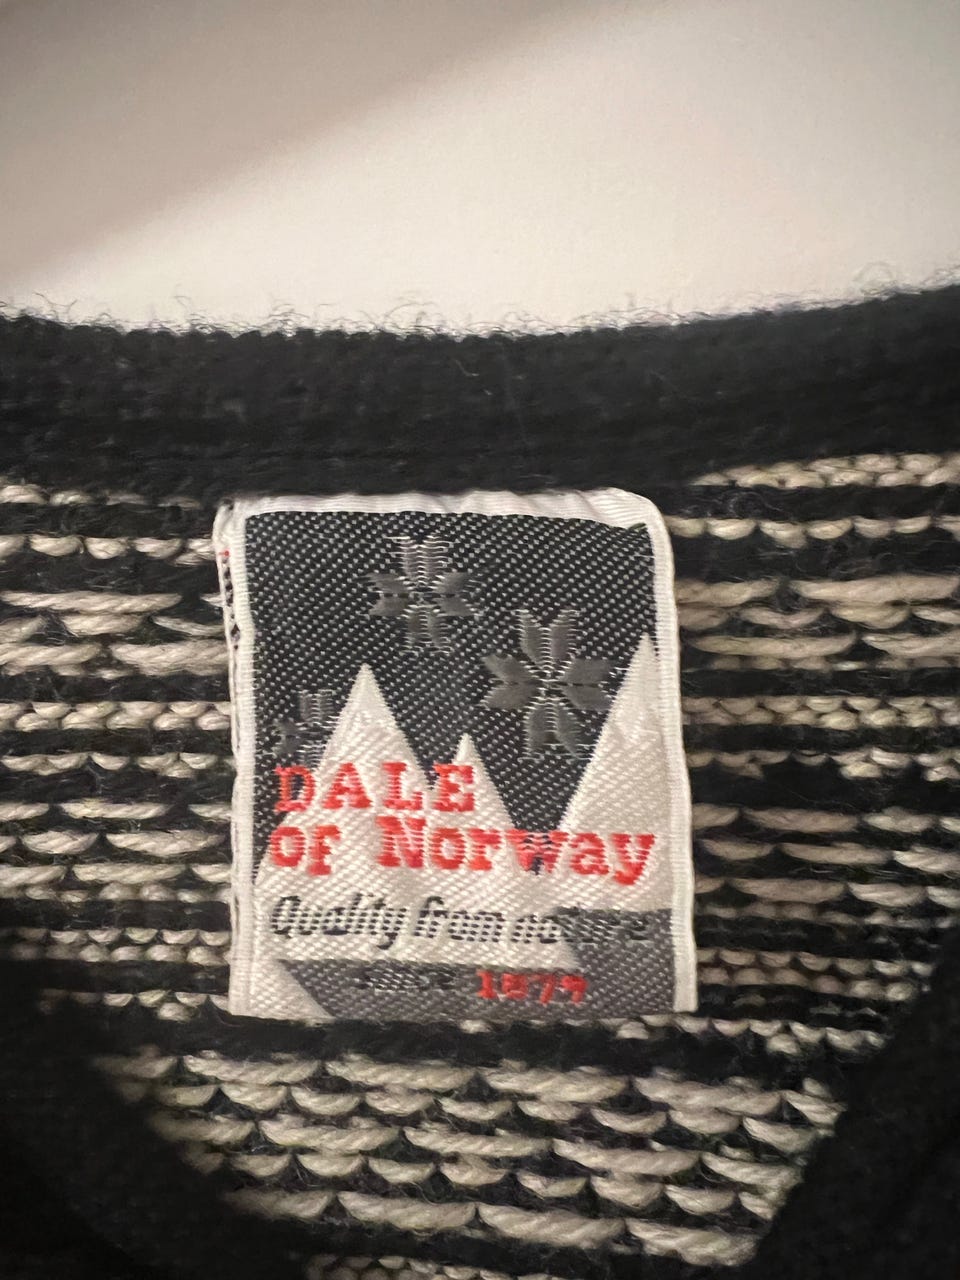 DALE
of Norway
Quality from nature
since 1879